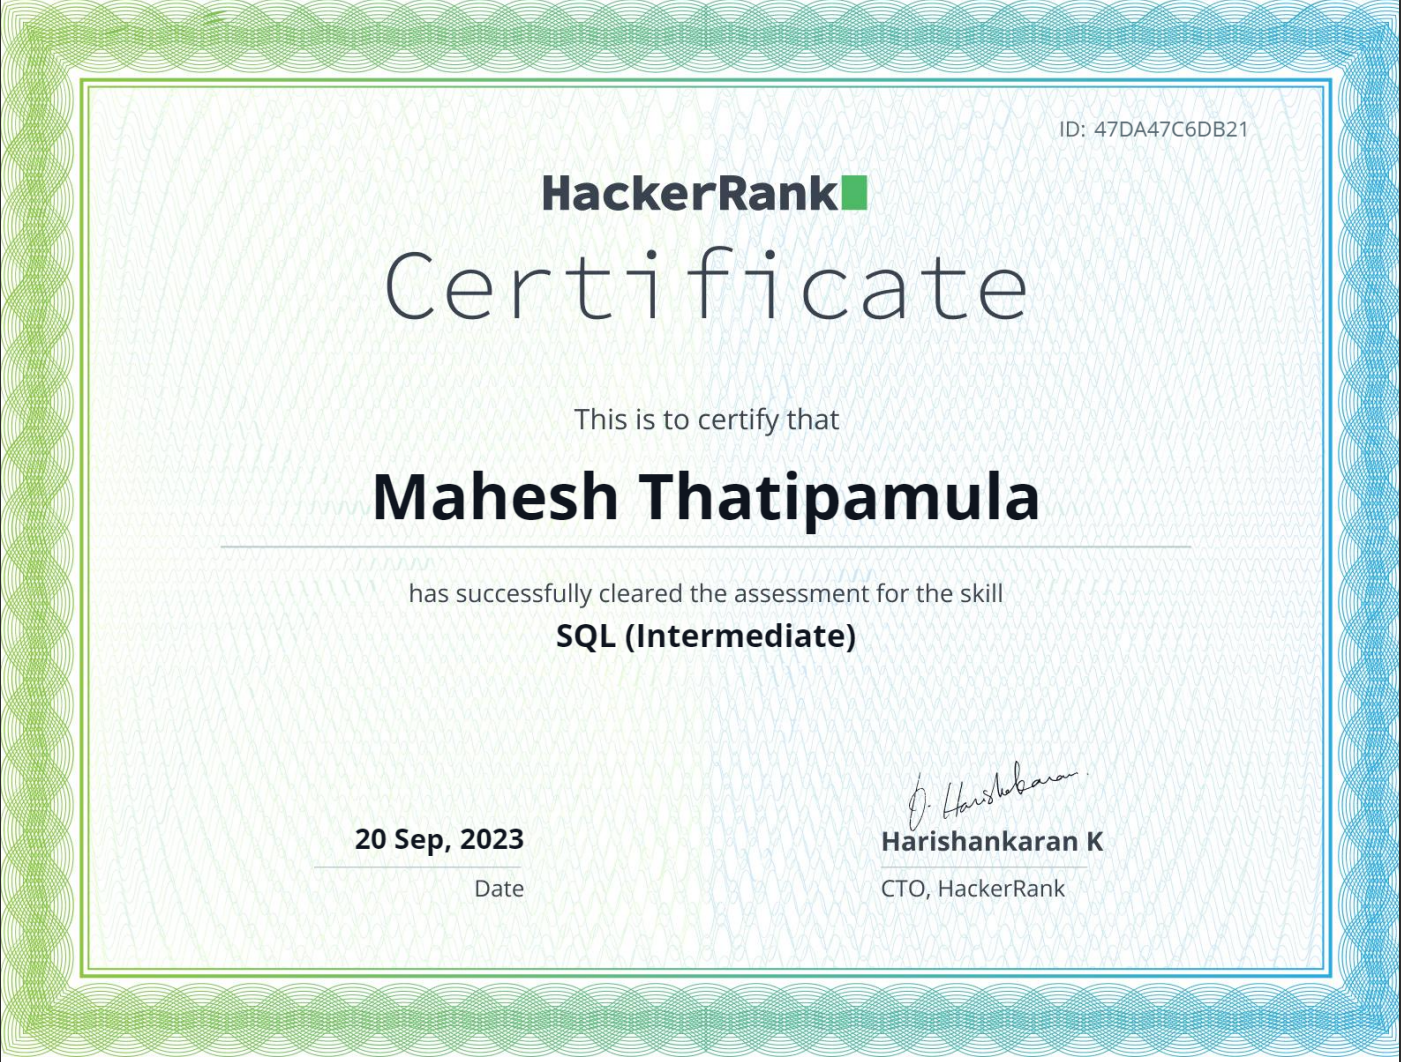 ID: 47DA47C6DB21
HackerRank
Certificate
This is to certify that
Mahesh Thatipamula
has successfully cleared the assessment for the skill
SQL (Intermediate)
20 Sep, 2023
Date
Harishankaran K
CTO, HackerRank